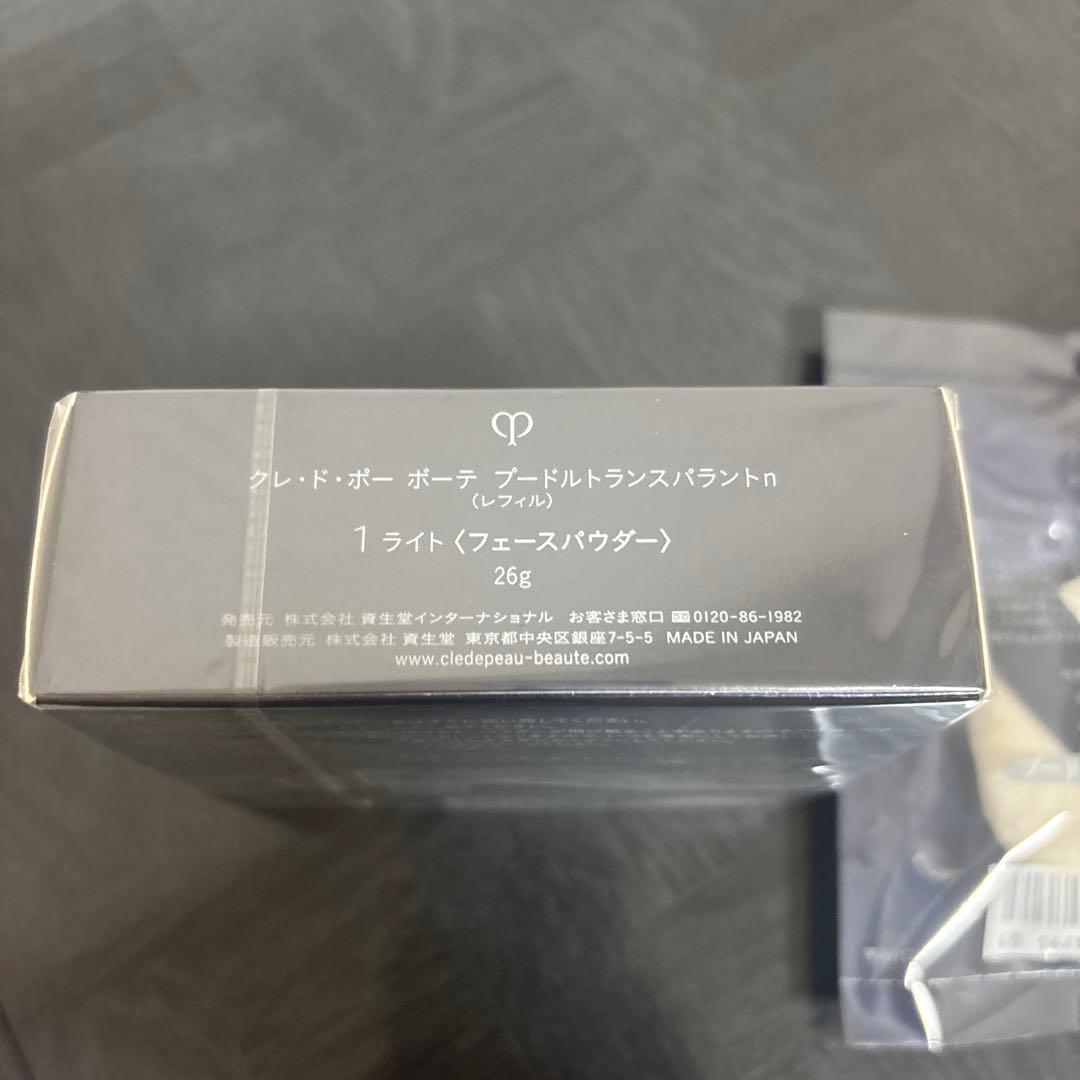 クレ・ド・ポー ボーテ プードルトランスパラントn
(レフィル)
1 ライト〈フェースパウダー〉
26g
発売元 株式会社 資生堂インターナショナル お客さま窓口 0120-86-1982
製造販売元 株式会社 資生堂 東京都中央区銀座7-5-5 MADE IN JAPAN
www.cledepeau-beaute.com